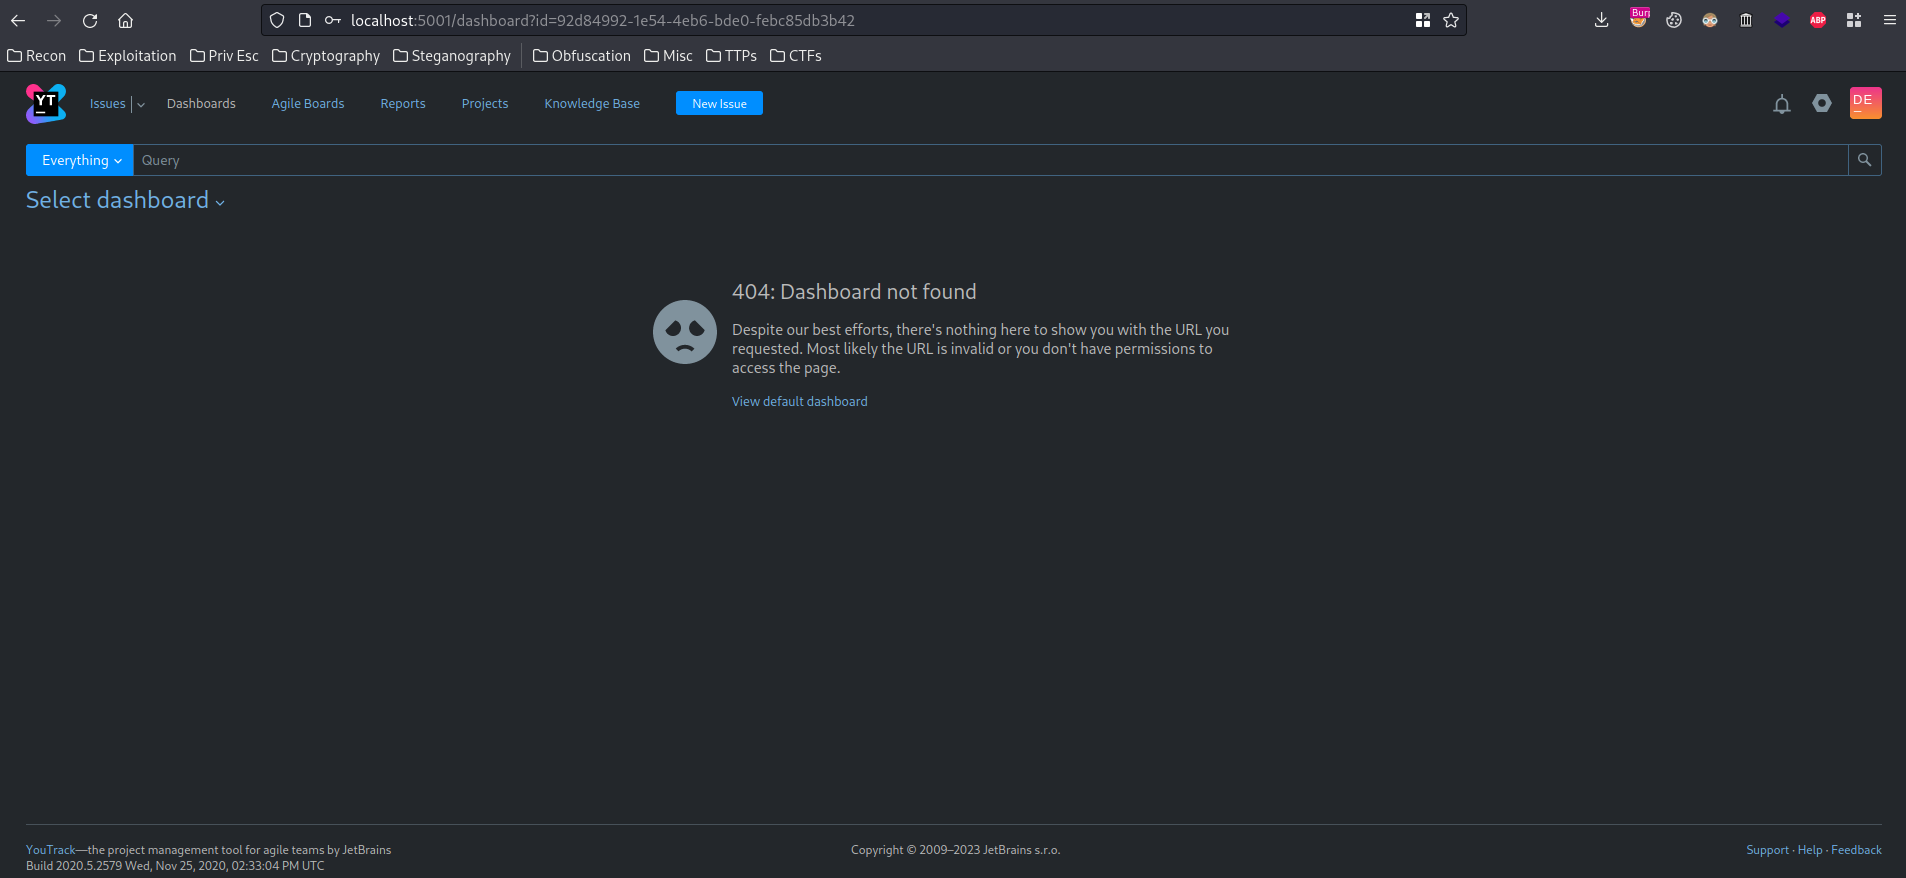 localhost:5001/dashboard?id=92d84992-1e54-4eb6-bde0-febc85db3b42
Burp
ABP
Recon Exploitation Priv Esc Cryptography Steganography Obfuscation Misc TTPs CTFs
YT
Issues Dashboards Agile Boards Reports Projects Knowledge Base New Issue
DE
Everything Query
Select dashboard
404: Dashboard not found
Despite our best efforts, there's nothing here to show you with the URL you
requested. Most likely the URL is invalid or you don't have permissions to
access the page.
View default dashboard
YouTrack—the project management tool for agile teams by JetBrains
Build 2020.5.2579 Wed, Nov 25, 2020, 02:33:04 PM UTC
Copyright © 2009–2023 JetBrains s.r.o.
Support · Help · Feedback